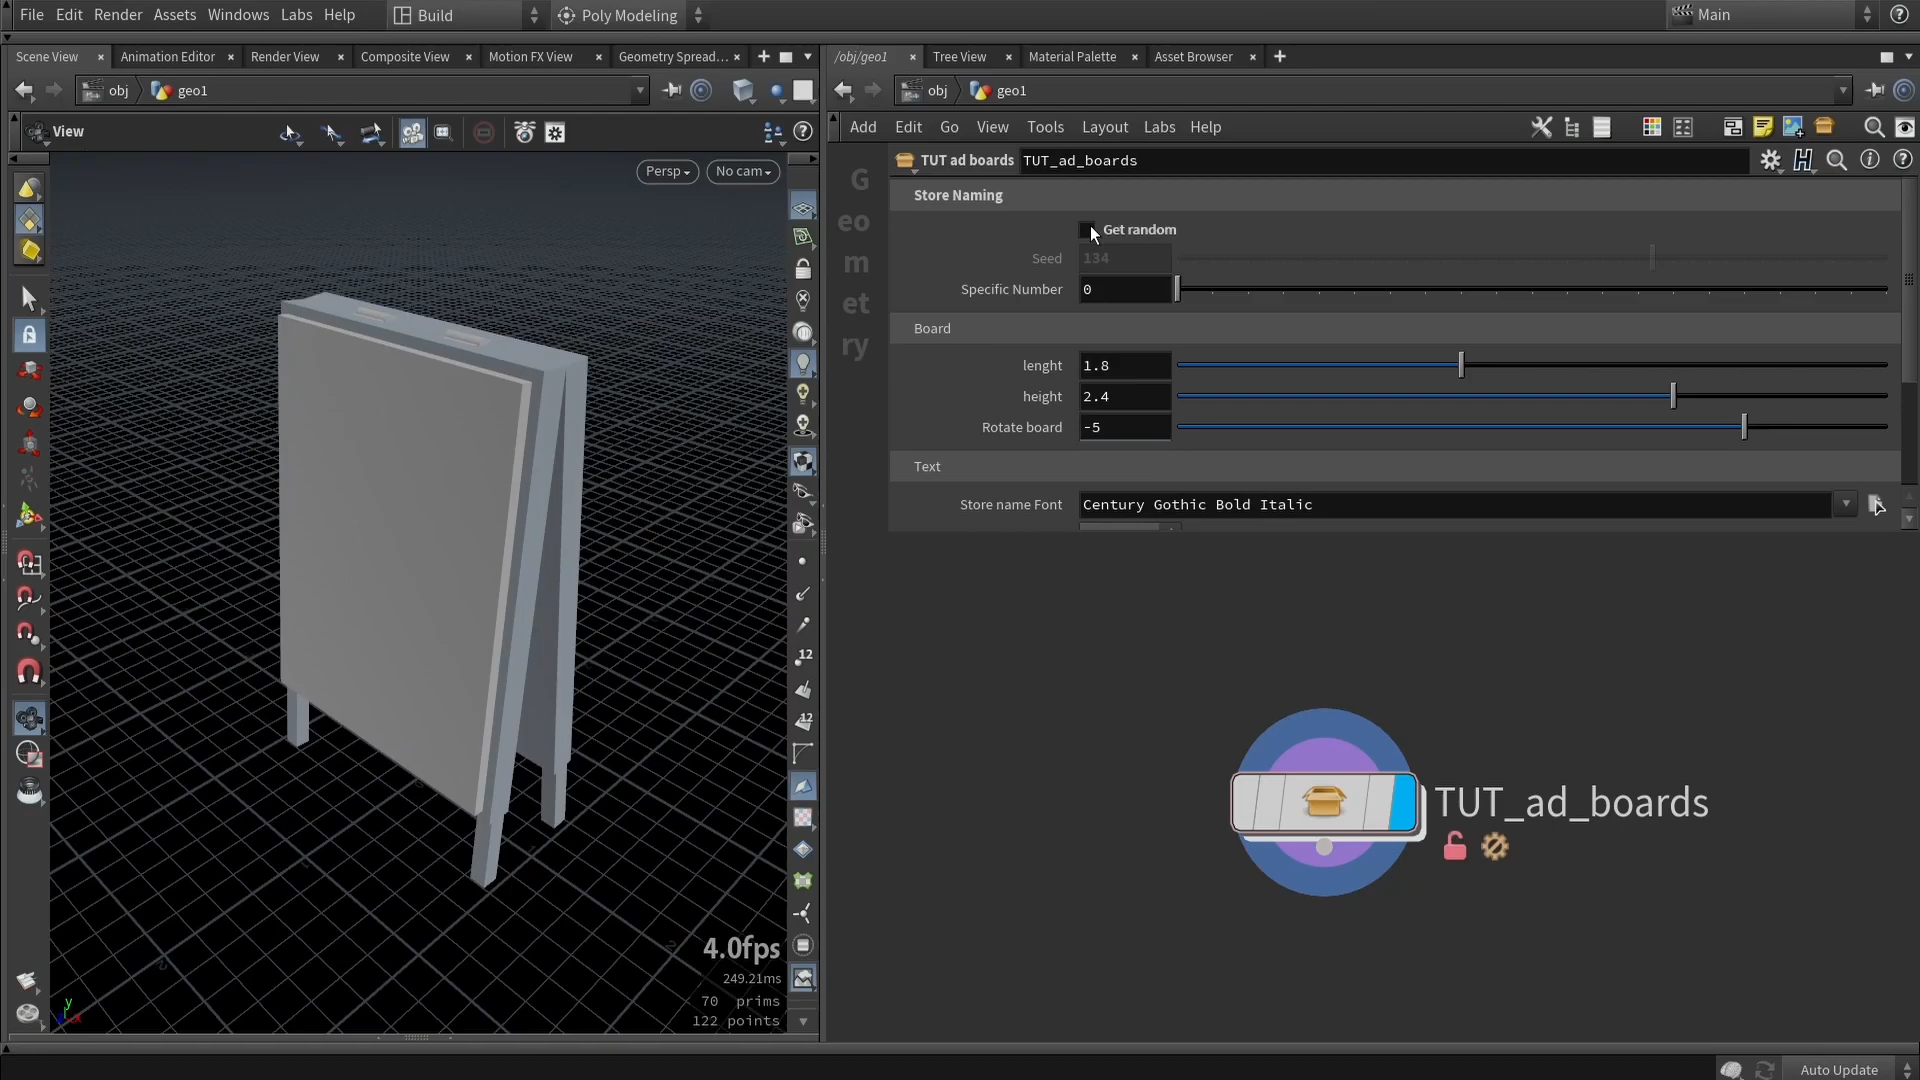 File Edit Render Assets Windows Labs Help Build Poly Modeling Main
Scene View Animation Editor Render View Composite View Motion FX View Geometry Spread...
/obj/geo1 Tree View Material Palette Asset Browser
obj geo1
obj geo1
View
Add Edit Go View Tools Layout Labs Help
Persp No cam
TUT ad boards TUT_ad_boards
Geometry
Store Naming
Get random
Seed 134
Specific Number 0
Board
lenght 1.8
height 2.4
Rotate board -5
Text
Store name Font Century Gothic Bold Italic
12
12
TUT_ad_boards
4.0fps
249.21ms
70 prims
122 points
y
x
Auto Update